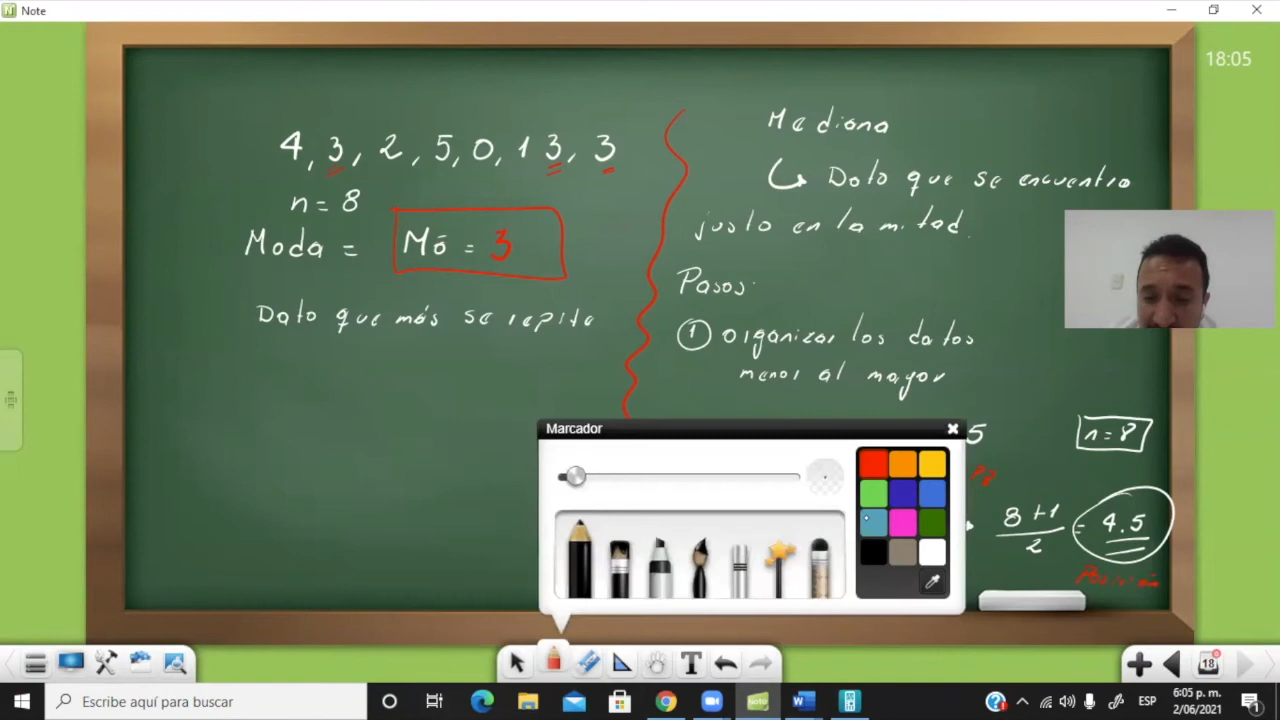 Note
18:05
4, 3, 2, 5, 0, 1 3, 3
n = 8
Moda = Mó = 3
Dato que más se repite
Mediana
Dato que se encuentra
justo en la mitad.
Pasos:
1 organizar los datos
menor al mayor
5
n = 8
8 + 1
2
= 4.5
Posición
Marcador
T
18
Escribe aquí para buscar
ESP
6:05 p. m.
2/06/2021